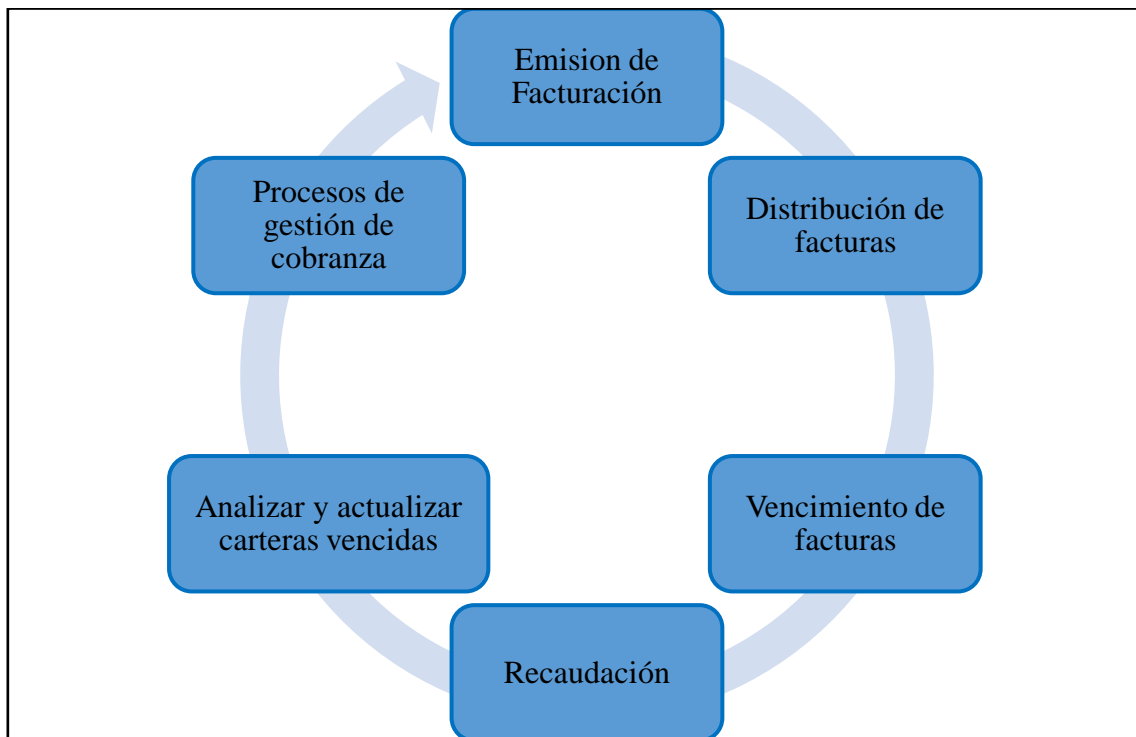 Emision de
Facturación
Distribución de
facturas
Vencimiento de
facturas
Recaudación
Analizar y actualizar
carteras vencidas
Procesos de
gestión de
cobranza